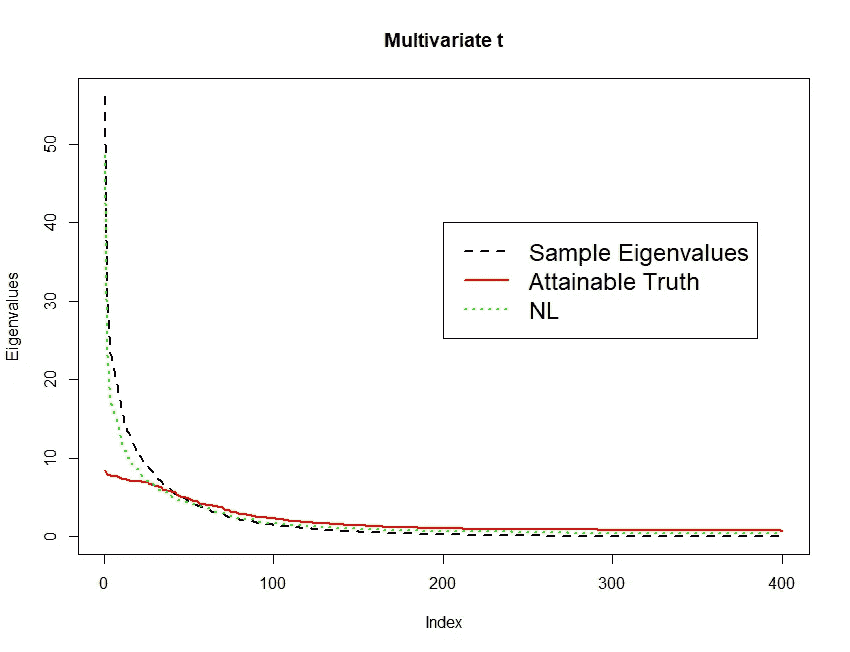 Multivariate t
Eigenvalues
50
40
30
20
10
0
Sample Eigenvalues
Attainable Truth
NL
0 100 200 300 400
Index